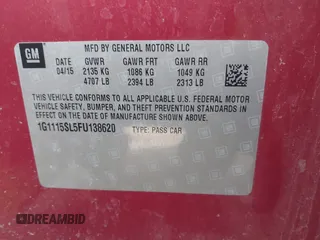 GM
MFD BY GENERAL MOTORS LLC
DATE GVWR GAWR FRT GAWR RR
04/15 2135 KG 1086 KG 1049 KG
4707 LB 2394 LB 2313 LB
THIS VEHICLE CONFORMS TO ALL APPLICABLE U.S. FEDERAL MOTOR
VEHICLE SAFETY, BUMPER, AND THEFT PREVENTION STANDARDS
IN EFFECT ON THE DATE OF MANUFACTURE SHOWN ABOVE.
1G1115SL5FU138620 TYPE: PASS CAR
DREAMBID